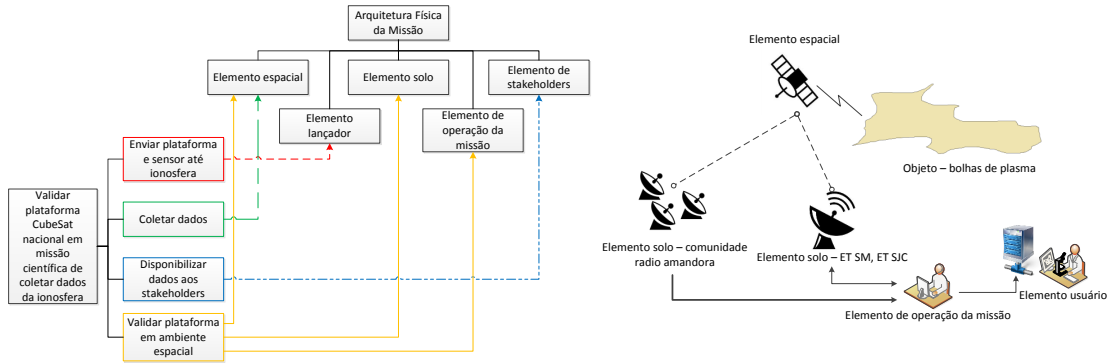 Arquitetura Física
da Missão
Elemento espacial
Elemento solo
Elemento de
stakeholders
Elemento
lançador
Elemento de
operação da
missão
Enviar plataforma
e sensor até
ionosfera
Validar
plataforma
CubeSat
nacional em
missão
científica de
coletar dados
da ionosfera
Coletar dados
Disponibilizar
dados aos
stakeholders
Validar plataforma
em ambiente
espacial
Elemento espacial
Objeto – bolhas de plasma
Elemento solo – comunidade
radio amandora
Elemento solo – ET SM, ET SJC
Elemento usuário
Elemento de operação da missão